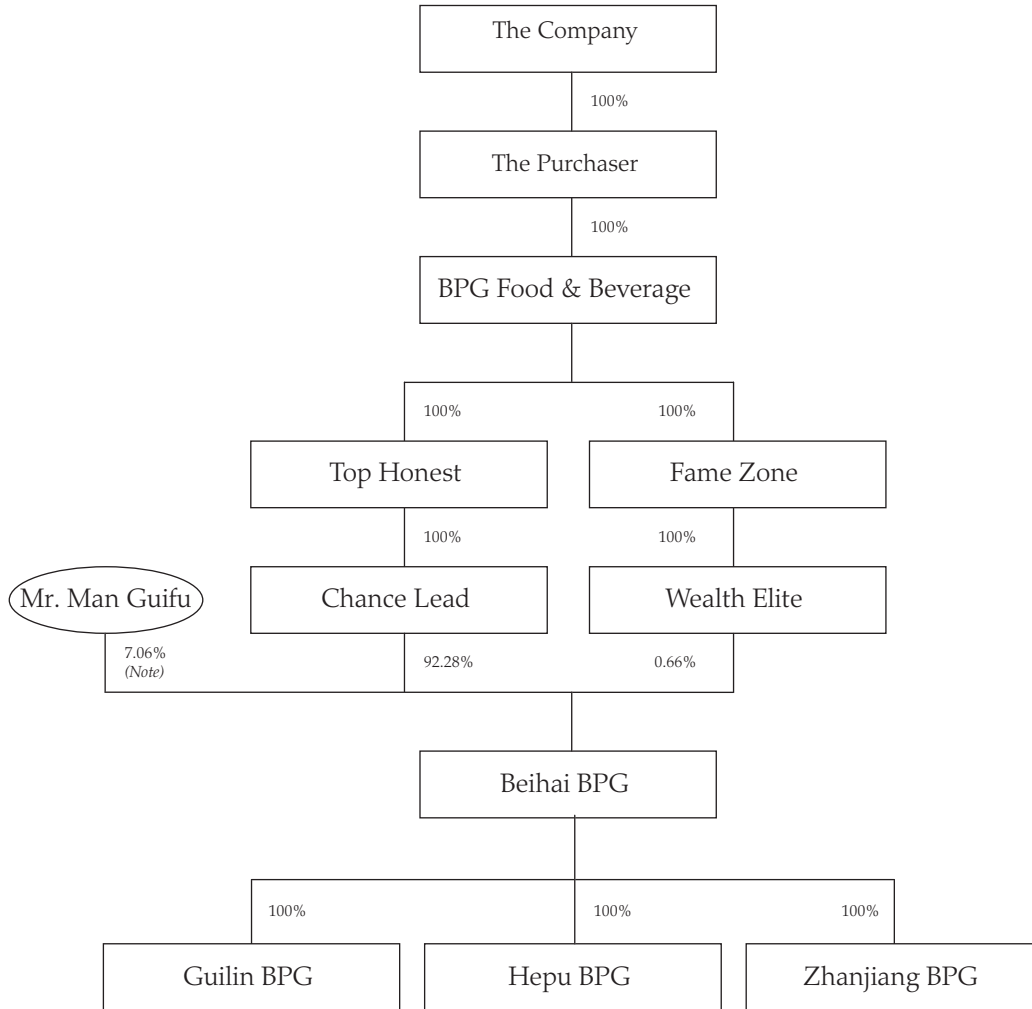 The Company
100%
The Purchaser
100%
BPG Food & Beverage
100%
100%
Top Honest
Fame Zone
100%
100%
Mr. Man Guifu
Chance Lead
Wealth Elite
7.06%
(Note)
92.28%
0.66%
Beihai BPG
100%
100%
100%
Guilin BPG
Hepu BPG
Zhanjiang BPG